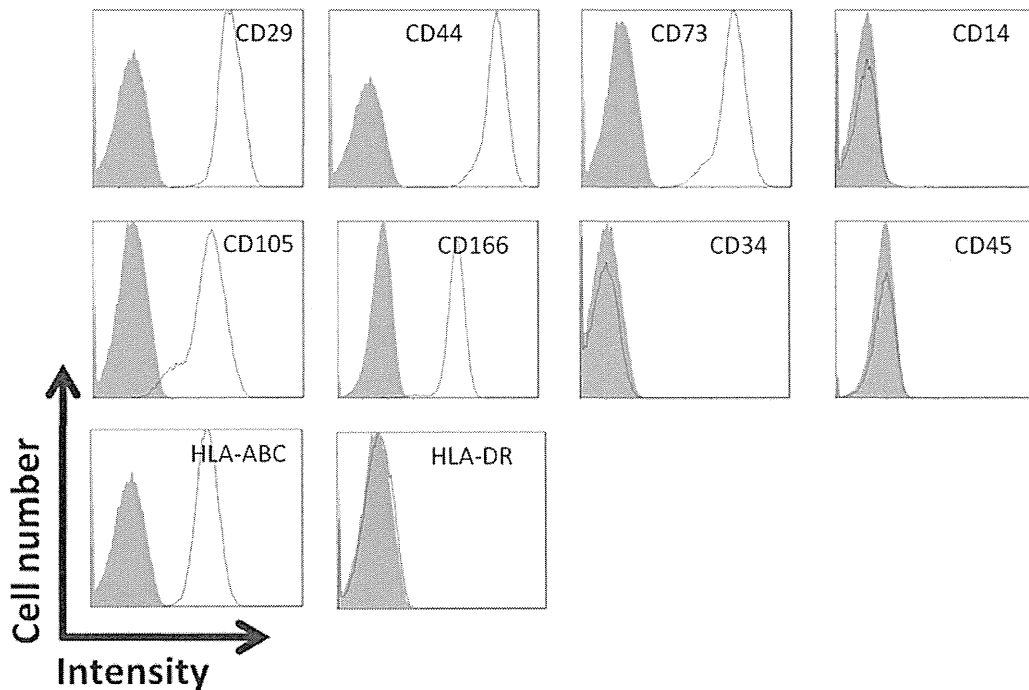 CD29
CD44
CD73
CD14
CD105
CD166
CD34
CD45
HLA-ABC
HLA-DR
Cell number
Intensity